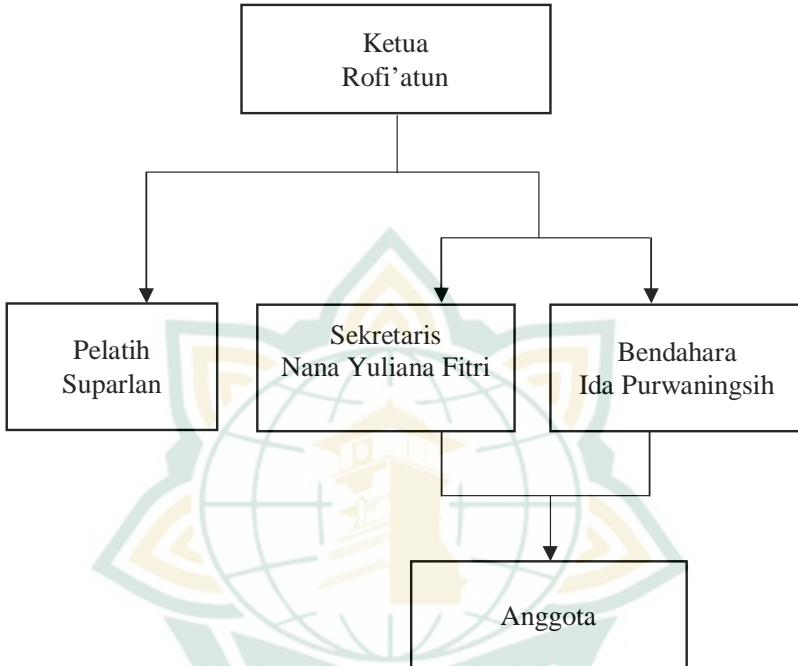 Ketua
Rofi’atun
Pelatih
Suparlan
Sekretaris
Nana Yuliana Fitri
Bendahara
Ida Purwaningsih
Anggota